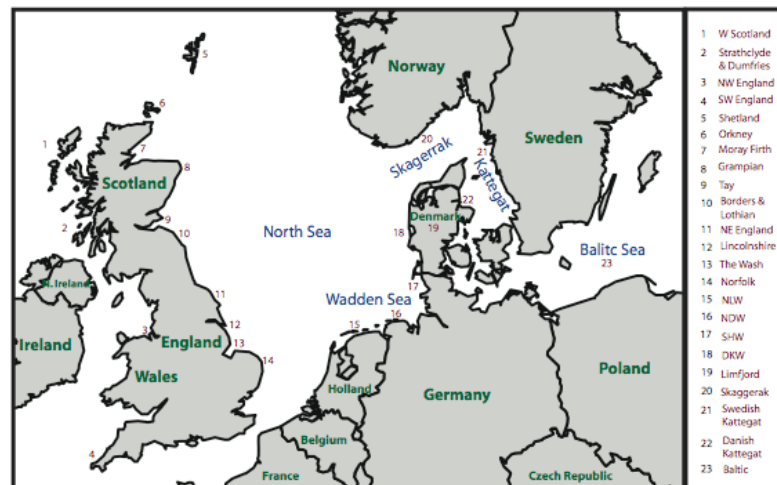 5
Norway
6
1
20
7
Skagerrak
21
Sweden
8
Scotland
Kattegat
9
22
Denmark
2
10
18
19
North Sea
Balitc Sea
23
N. Ireland
17
11
Wadden Sea
16
12
15
3
England
13
Ireland
14
Poland
Wales
Holland
Germany
Belgium
4
France
Czech Republic
1 W Scotland
2 Strathclyde
& Dumfries
3 NW England
4 SW England
5 Shetland
6 Orkney
7 Moray Firth
8 Grampian
9 Tay
10 Borders &
Lothian
11 NE England
12 Lincolnshire
13 The Wash
14 Norfolk
15 NLW
16 NDW
17 SHW
18 DKW
19 Limfjord
20 Skaggerak
21 Swedish
Kattegat
22 Danish
Kattegat
23 Baltic